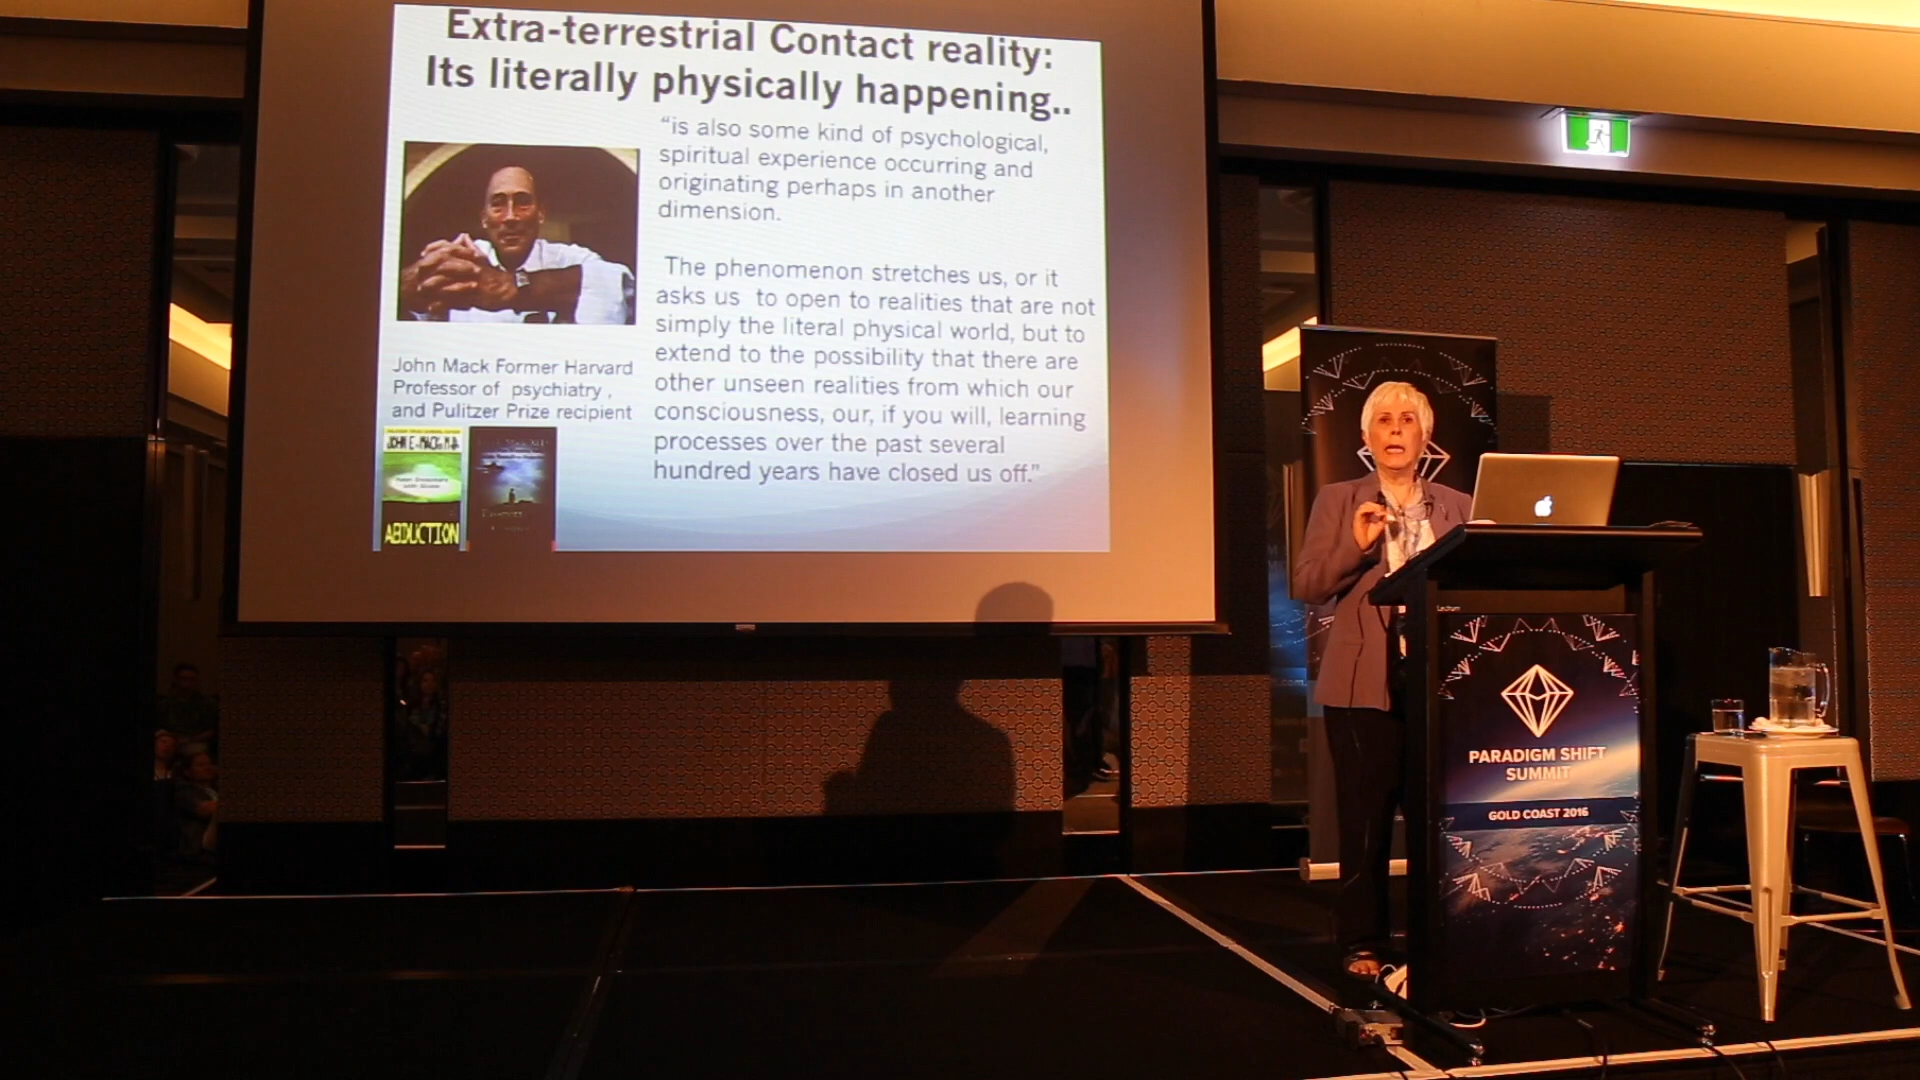 Extra-terrestrial Contact reality:
Its literally physically happening..
“is also some kind of psychological,
spiritual experience occurring and
originating perhaps in another
dimension.
The phenomenon stretches us, or it
asks us to open to realities that are not
simply the literal physical world, but to
extend to the possibility that there are
other unseen realities from which our
consciousness, our, if you will, learning
processes over the past several
hundred years have closed us off.”
John Mack Former Harvard
Professor of psychiatry ,
and Pulitzer Prize recipient
JOHN E. MACK, M.D.
ABDUCTION
Lectrum
PARADIGM SHIFT
SUMMIT
GOLD COAST 2016